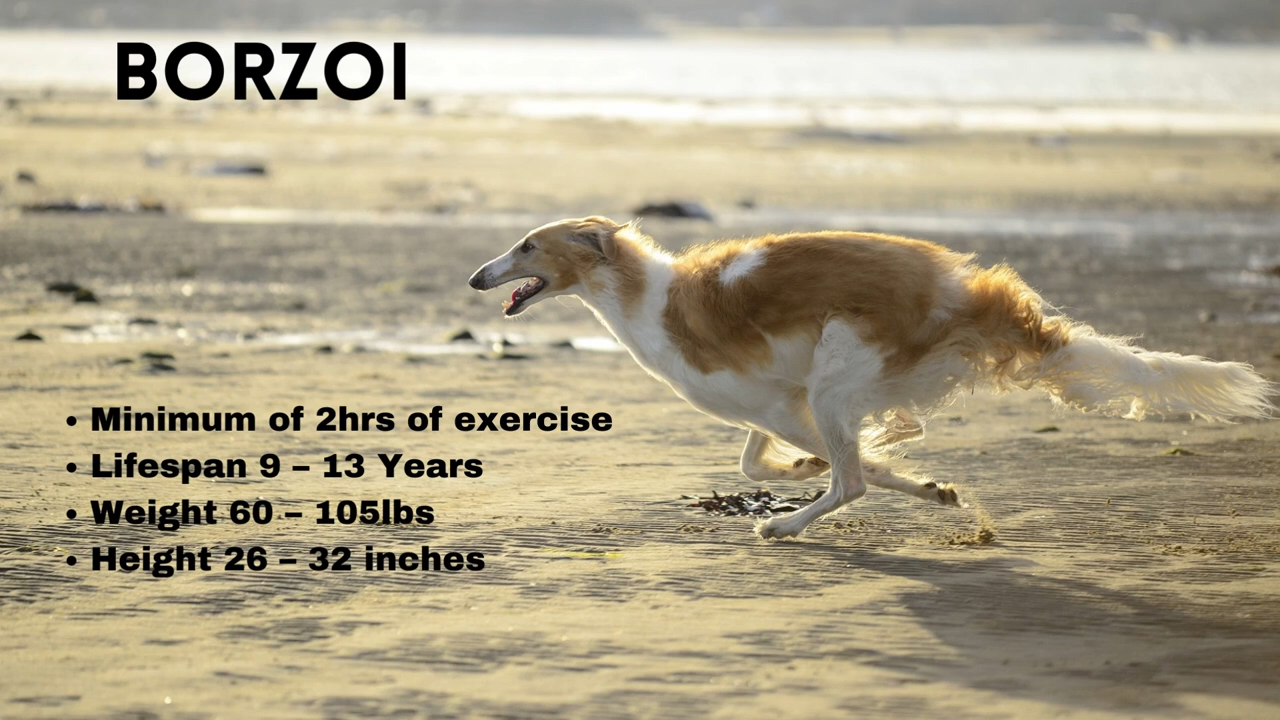 BORZOI
• Minimum of 2hrs of exercise
• Lifespan 9 – 13 Years
• Weight 60 – 105lbs
• Height 26 – 32 inches